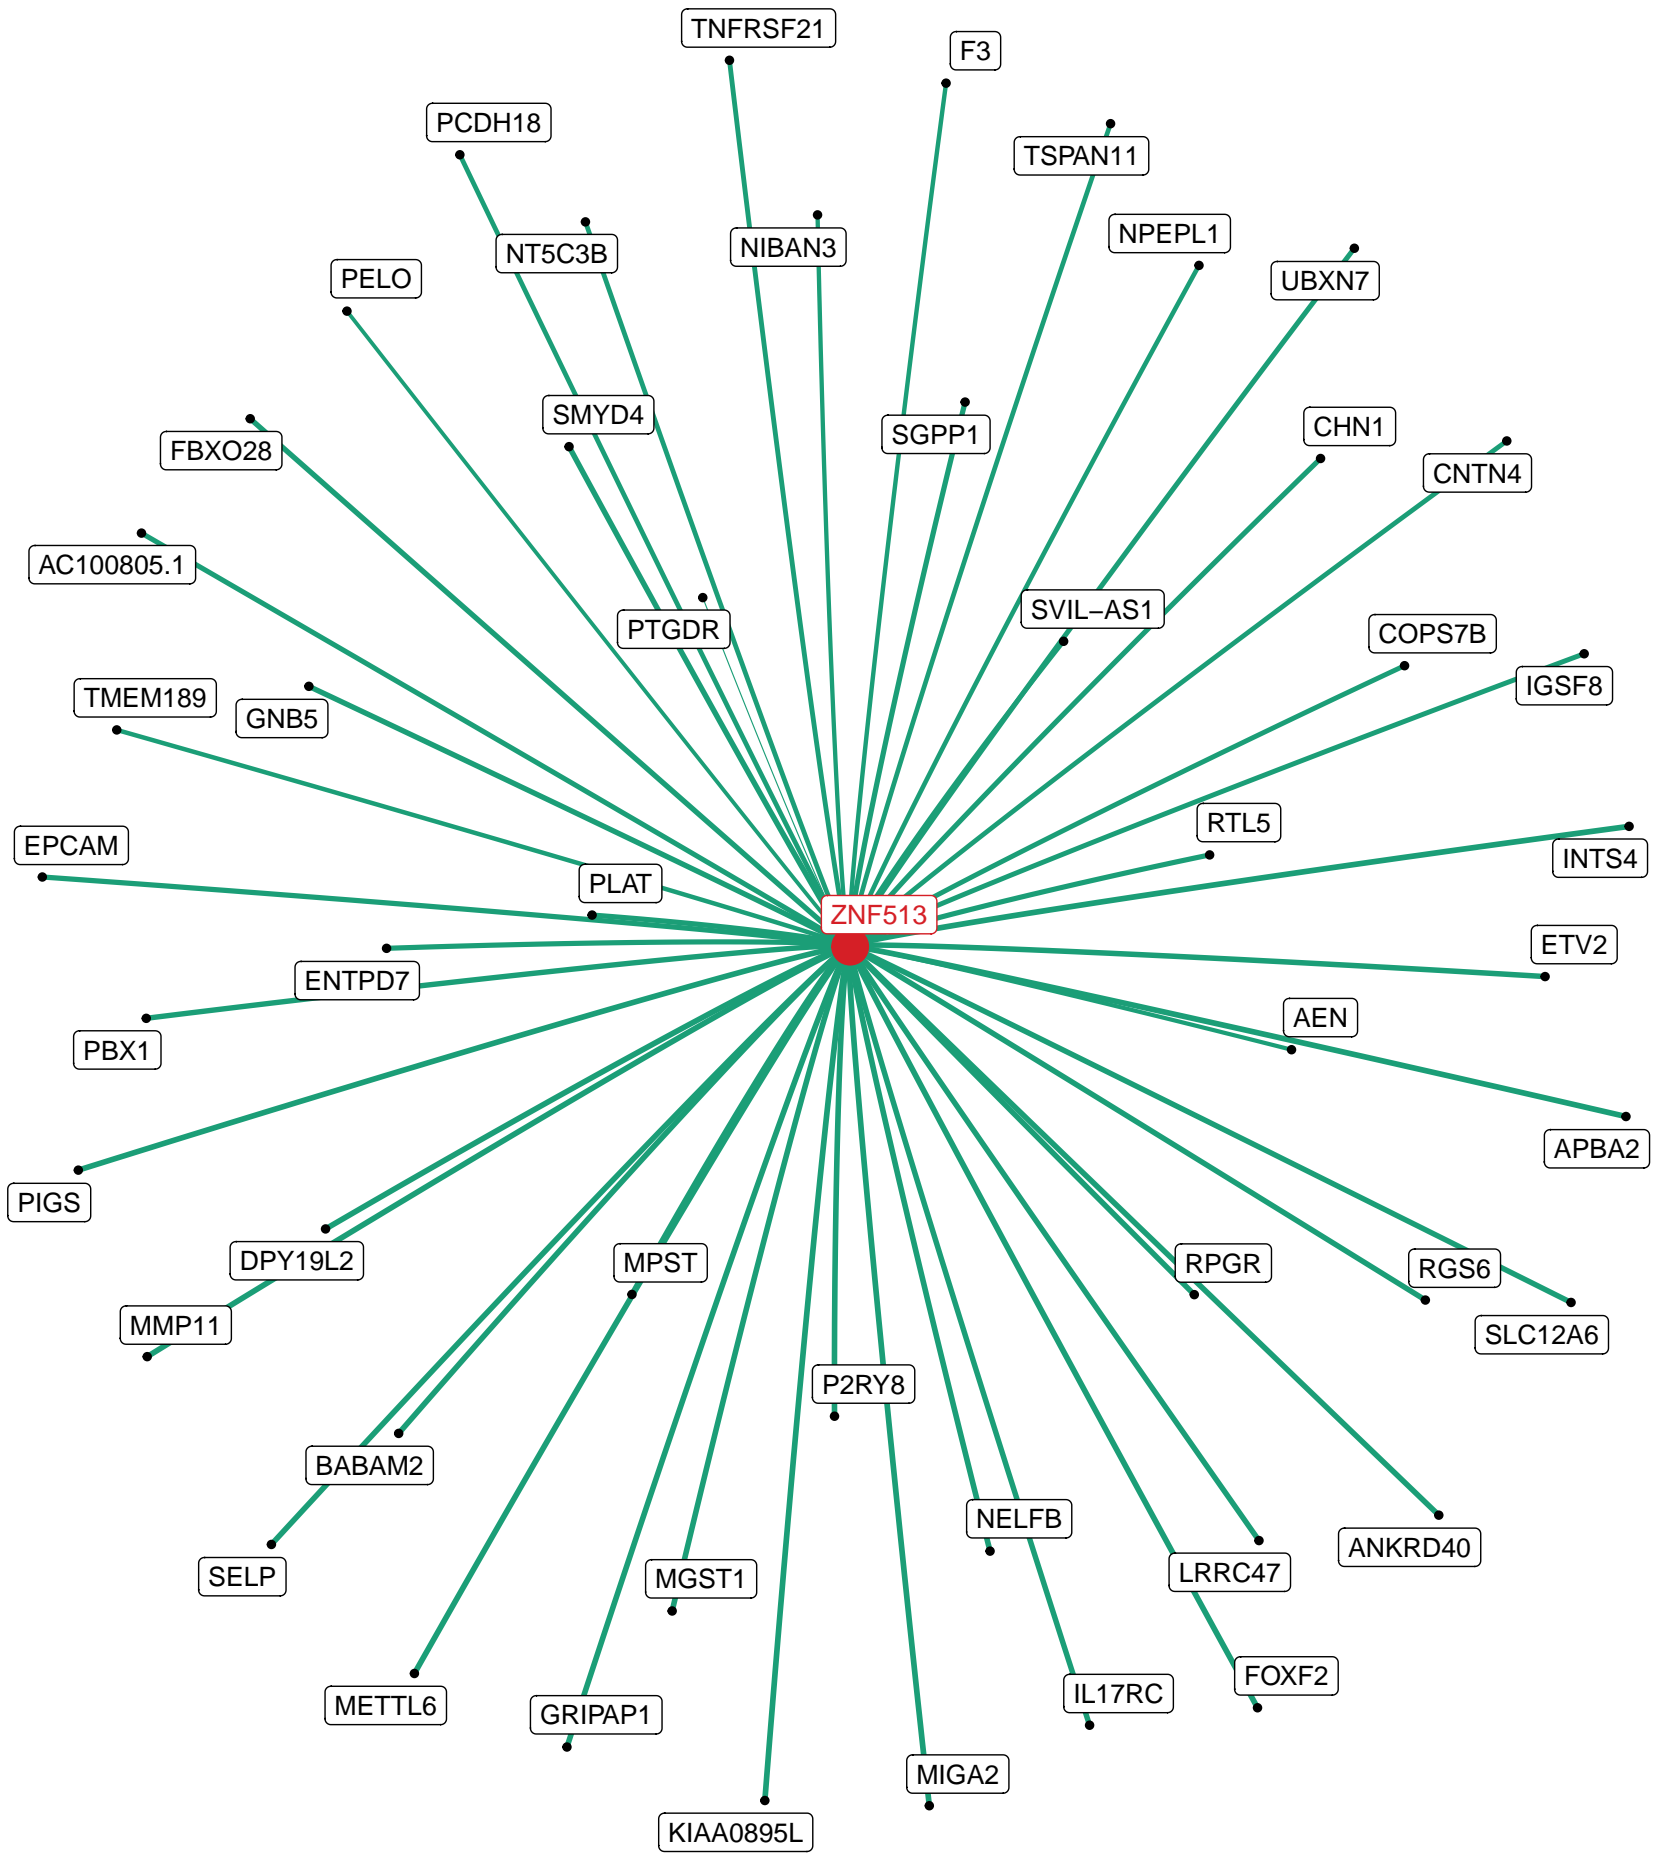 TNFRSF21
F3
PCDH18
TSPAN11
NPEPL1
NIBAN3
NT5C3B
PELO
UBXN7
SMYD4
CHN1
SGPP1
FBXO28
CNTN4
AC100805.1
SVIL−AS1
PTGDR
COPS7B
IGSF8
TMEM189
GNB5
RTL5
EPCAM
INTS4
PLAT
ZNF513
ETV2
ENTPD7
AEN
PBX1
APBA2
PIGS
DPY19L2
MPST
RPGR
RGS6
MMP11
SLC12A6
P2RY8
BABAM2
NELFB
ANKRD40
LRRC47
SELP
MGST1
FOXF2
IL17RC
METTL6
GRIPAP1
MIGA2
KIAA0895L